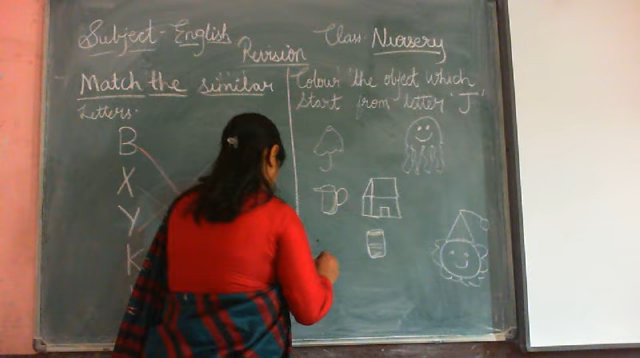 Subject - English
Class Nursery
Revision
Match the similar
Letters.
B
X
Y
K
Colour the object which
start from letter 'J'